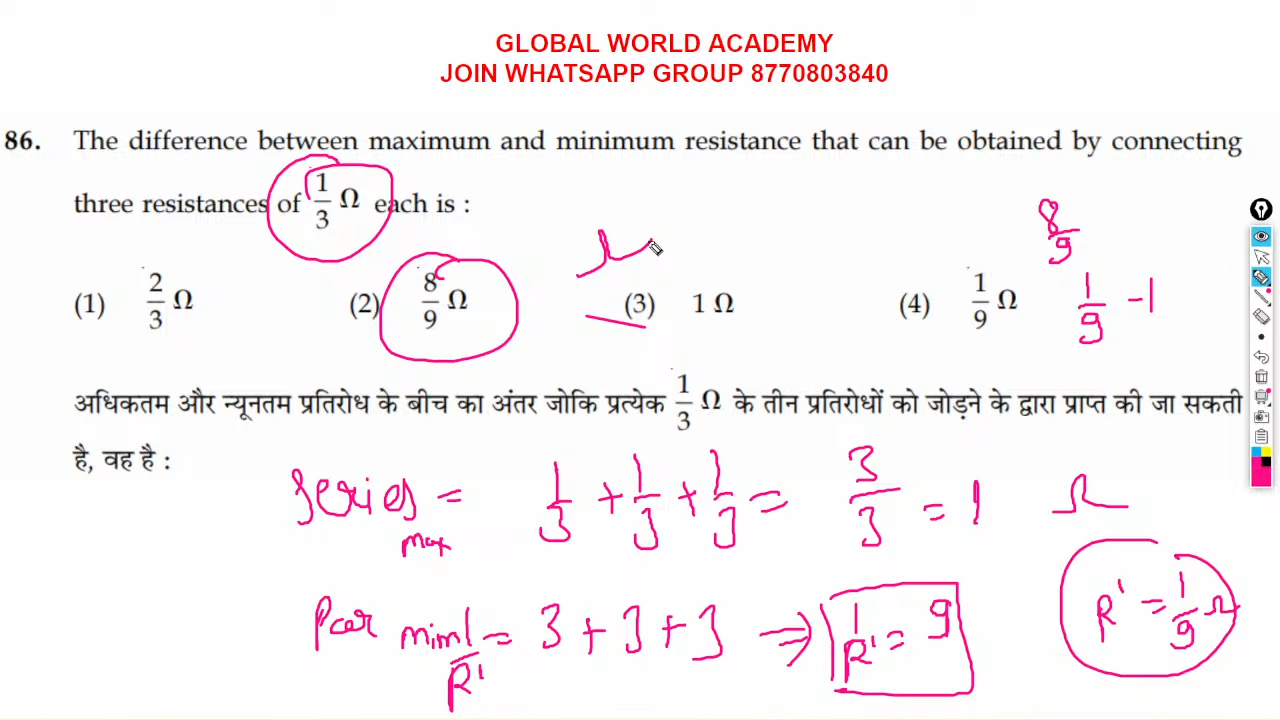 GLOBAL WORLD ACADEMY
JOIN WHATSAPP GROUP 8770803840
86. The difference between maximum and minimum resistance that can be obtained by connecting
three resistances of 1/3 Ω each is :
8/9
(1) 2/3 Ω (2) 8/9 Ω (3) 1 Ω (4) 1/9 Ω 1/9 - 1
अधिकतम और न्यूनतम प्रतिरोध के बीच का अंतर जोकि प्रत्येक 1/3 Ω के तीन प्रतिरोधों को जोड़ने के द्वारा प्राप्त की जा सकती
है, वह है :
Series max = 1/3 + 1/3 + 1/3 = 3/3 = 1 Ω
Par mim 1/R' = 3 + 3 + 3 ⇒ 1/R' = 9 R' = 1/9 Ω